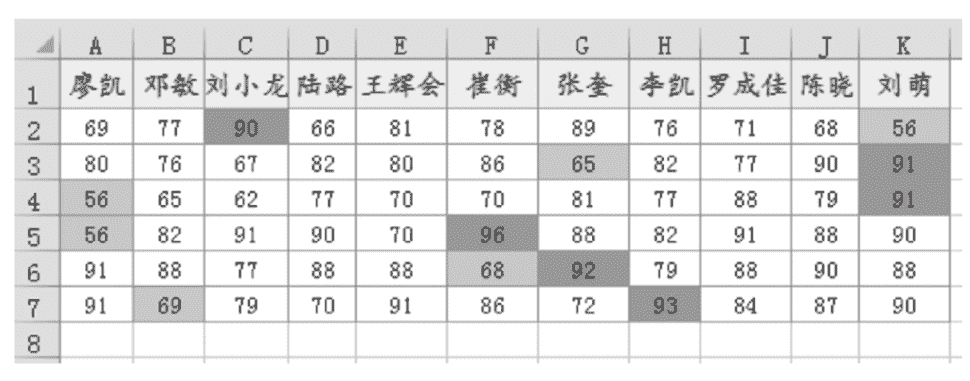 A B C D E F G H I J K
1 廖凯 邓敏 刘小龙 陆路 王辉会 崔衡 张奎 李凯 罗成佳 陈晓 刘萌
2 69 77 90 66 81 78 89 76 71 68 56
3 80 76 67 82 80 86 65 82 77 90 91
4 56 65 62 77 70 70 81 77 88 79 91
5 56 82 91 90 70 96 88 82 91 88 90
6 91 88 77 88 88 68 92 79 88 90 88
7 91 69 79 70 91 86 72 93 84 87 90
8